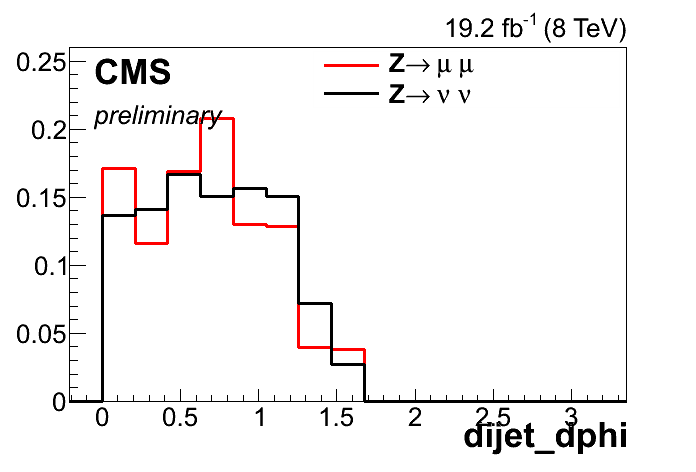 19.2 fb-1 (8 TeV)
CMS
preliminary
Z→ μ μ
Z→ ν ν
0.25
0.2
0.15
0.1
0.05
0
0 0.5 1 1.5 2 2.5 3
dijet_dphi